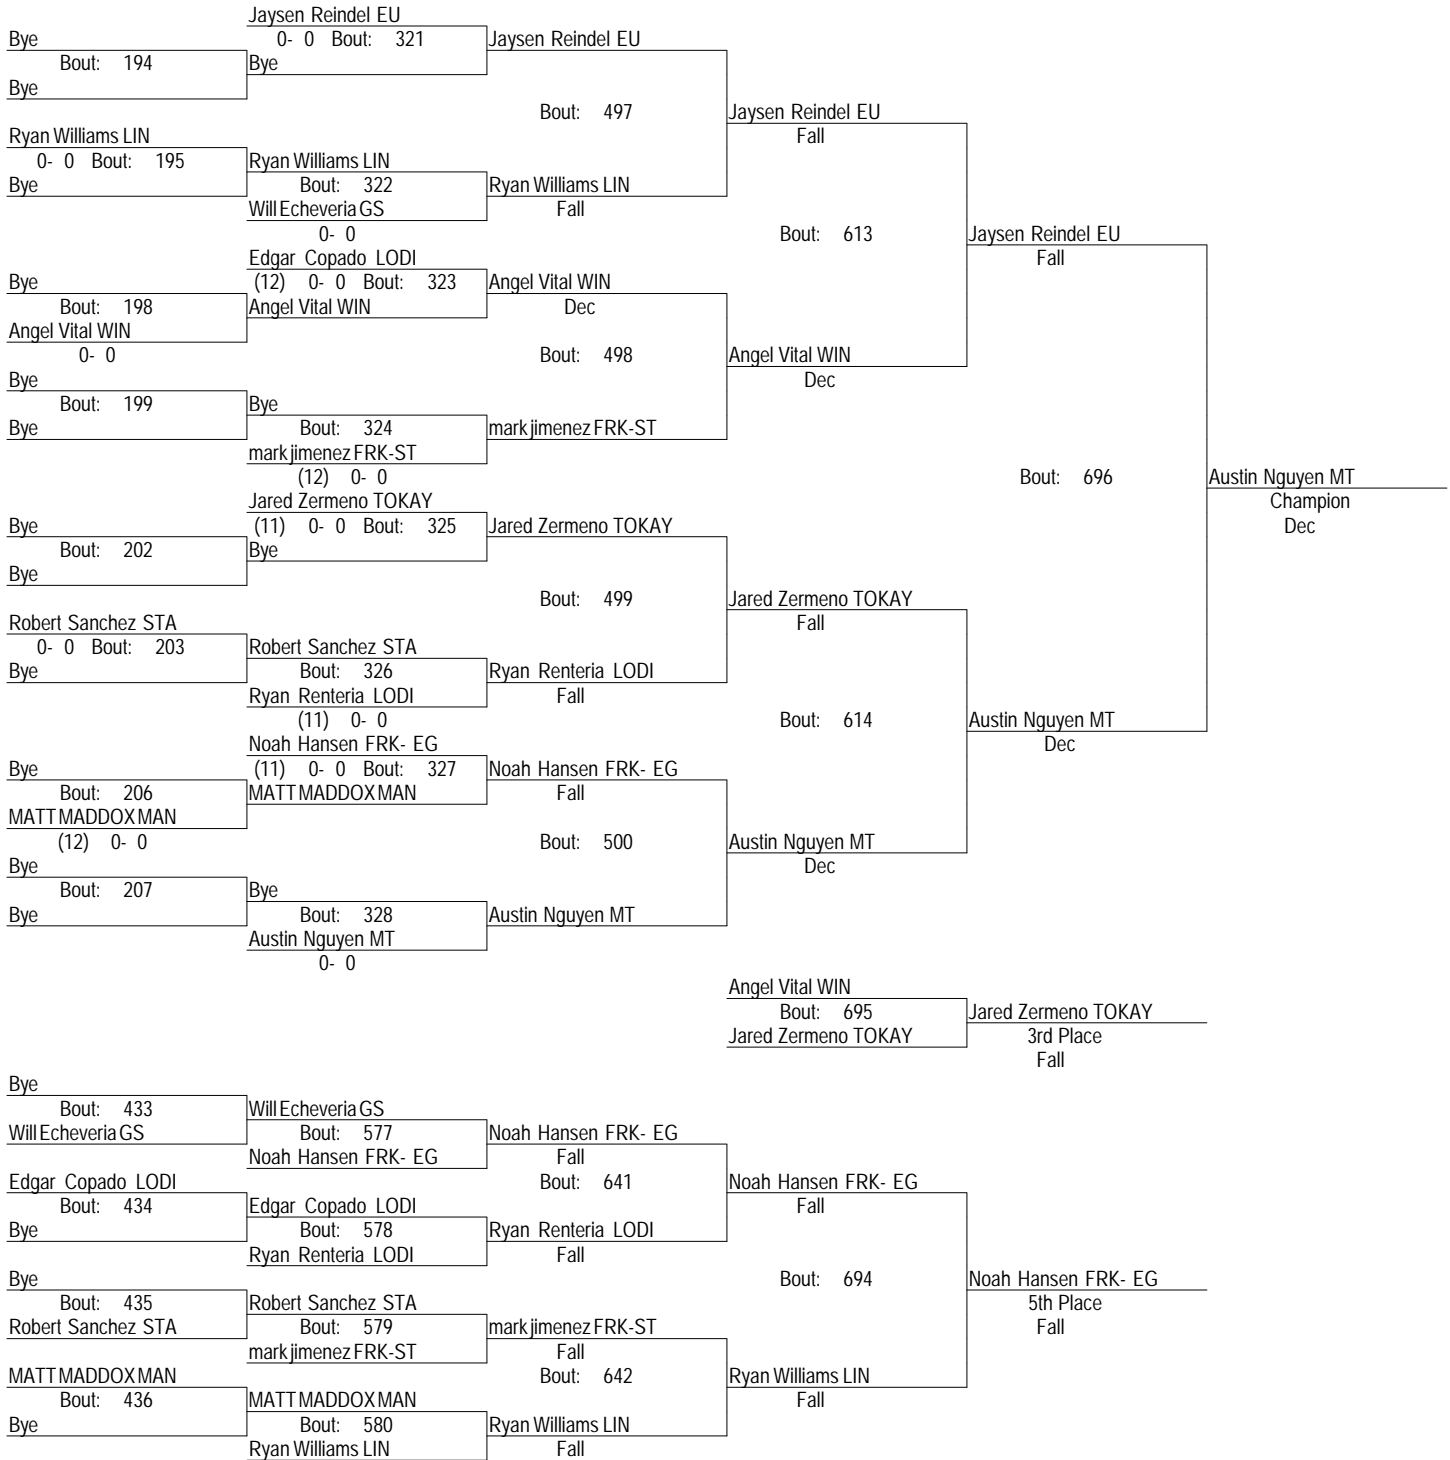 Jaysen Reindel EU
Bye 0- 0 Bout: 321 Jaysen Reindel EU
Bout: 194 Bye
Bye
Bout: 497 Jaysen Reindel EU
Ryan Williams LIN Fall
0- 0 Bout: 195 Ryan Williams LIN
Bye Bout: 322 Ryan Williams LIN
Will Echeveria GS Fall
0- 0 Bout: 613 Jaysen Reindel EU
Edgar Copado LODI Fall
Bye (12) 0- 0 Bout: 323 Angel Vital WIN
Bout: 198 Angel Vital WIN Dec
Angel Vital WIN
0- 0 Bout: 498 Angel Vital WIN
Bye Dec
Bout: 199 Bye
Bye Bout: 324 mark jimenez FRK-ST
mark jimenez FRK-ST
(12) 0- 0 Bout: 696 Austin Nguyen MT
Jared Zermeno TOKAY Champion
Bye (11) 0- 0 Bout: 325 Jared Zermeno TOKAY Dec
Bout: 202 Bye
Bye
Bout: 499 Jared Zermeno TOKAY
Robert Sanchez STA Fall
0- 0 Bout: 203 Robert Sanchez STA
Bye Bout: 326 Ryan Renteria LODI
Ryan Renteria LODI Fall
(11) 0- 0 Bout: 614 Austin Nguyen MT
Noah Hansen FRK- EG Dec
Bye (11) 0- 0 Bout: 327 Noah Hansen FRK- EG
Bout: 206 MATT MADDOX MAN Fall
MATT MADDOX MAN
(12) 0- 0 Bout: 500 Austin Nguyen MT
Bye Dec
Bout: 207 Bye
Bye Bout: 328 Austin Nguyen MT
Austin Nguyen MT
0- 0
Angel Vital WIN
Bout: 695 Jared Zermeno TOKAY
Jared Zermeno TOKAY 3rd Place
Fall
Bye
Bout: 433 Will Echeveria GS
Will Echeveria GS Bout: 577 Noah Hansen FRK- EG
Noah Hansen FRK- EG Fall
Edgar Copado LODI Bout: 641 Noah Hansen FRK- EG
Bout: 434 Edgar Copado LODI Fall
Bye Bout: 578 Ryan Renteria LODI
Ryan Renteria LODI Fall
Bye Bout: 694 Noah Hansen FRK- EG
Bout: 435 Robert Sanchez STA 5th Place
Robert Sanchez STA Bout: 579 mark jimenez FRK-ST Fall
mark jimenez FRK-ST Fall
MATT MADDOX MAN Bout: 642 Ryan Williams LIN
Bout: 436 MATT MADDOX MAN Fall
Bye Bout: 580 Ryan Williams LIN
Ryan Williams LIN Fall